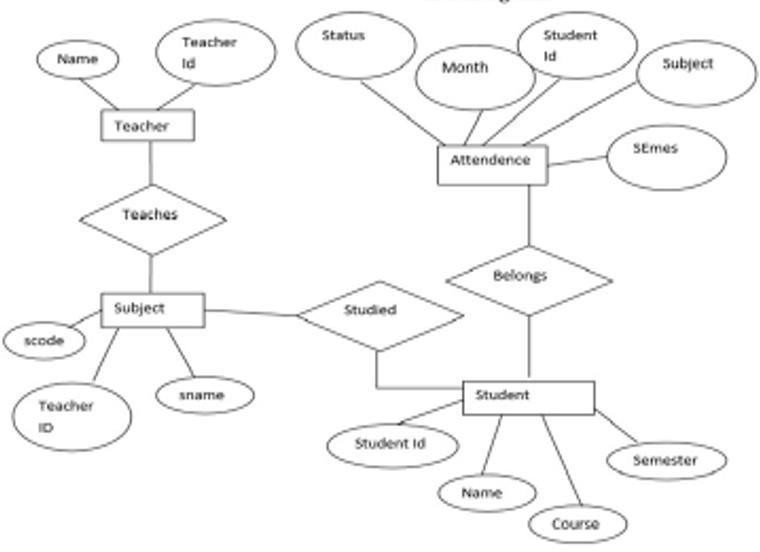 Status
Student
Id
Teacher
Id
Name
Month
Subject
Teacher
Attendence
SEmes
Teaches
Belongs
Subject
Studied
scode
sname
Teacher
ID
Student
Student Id
Semester
Name
Course